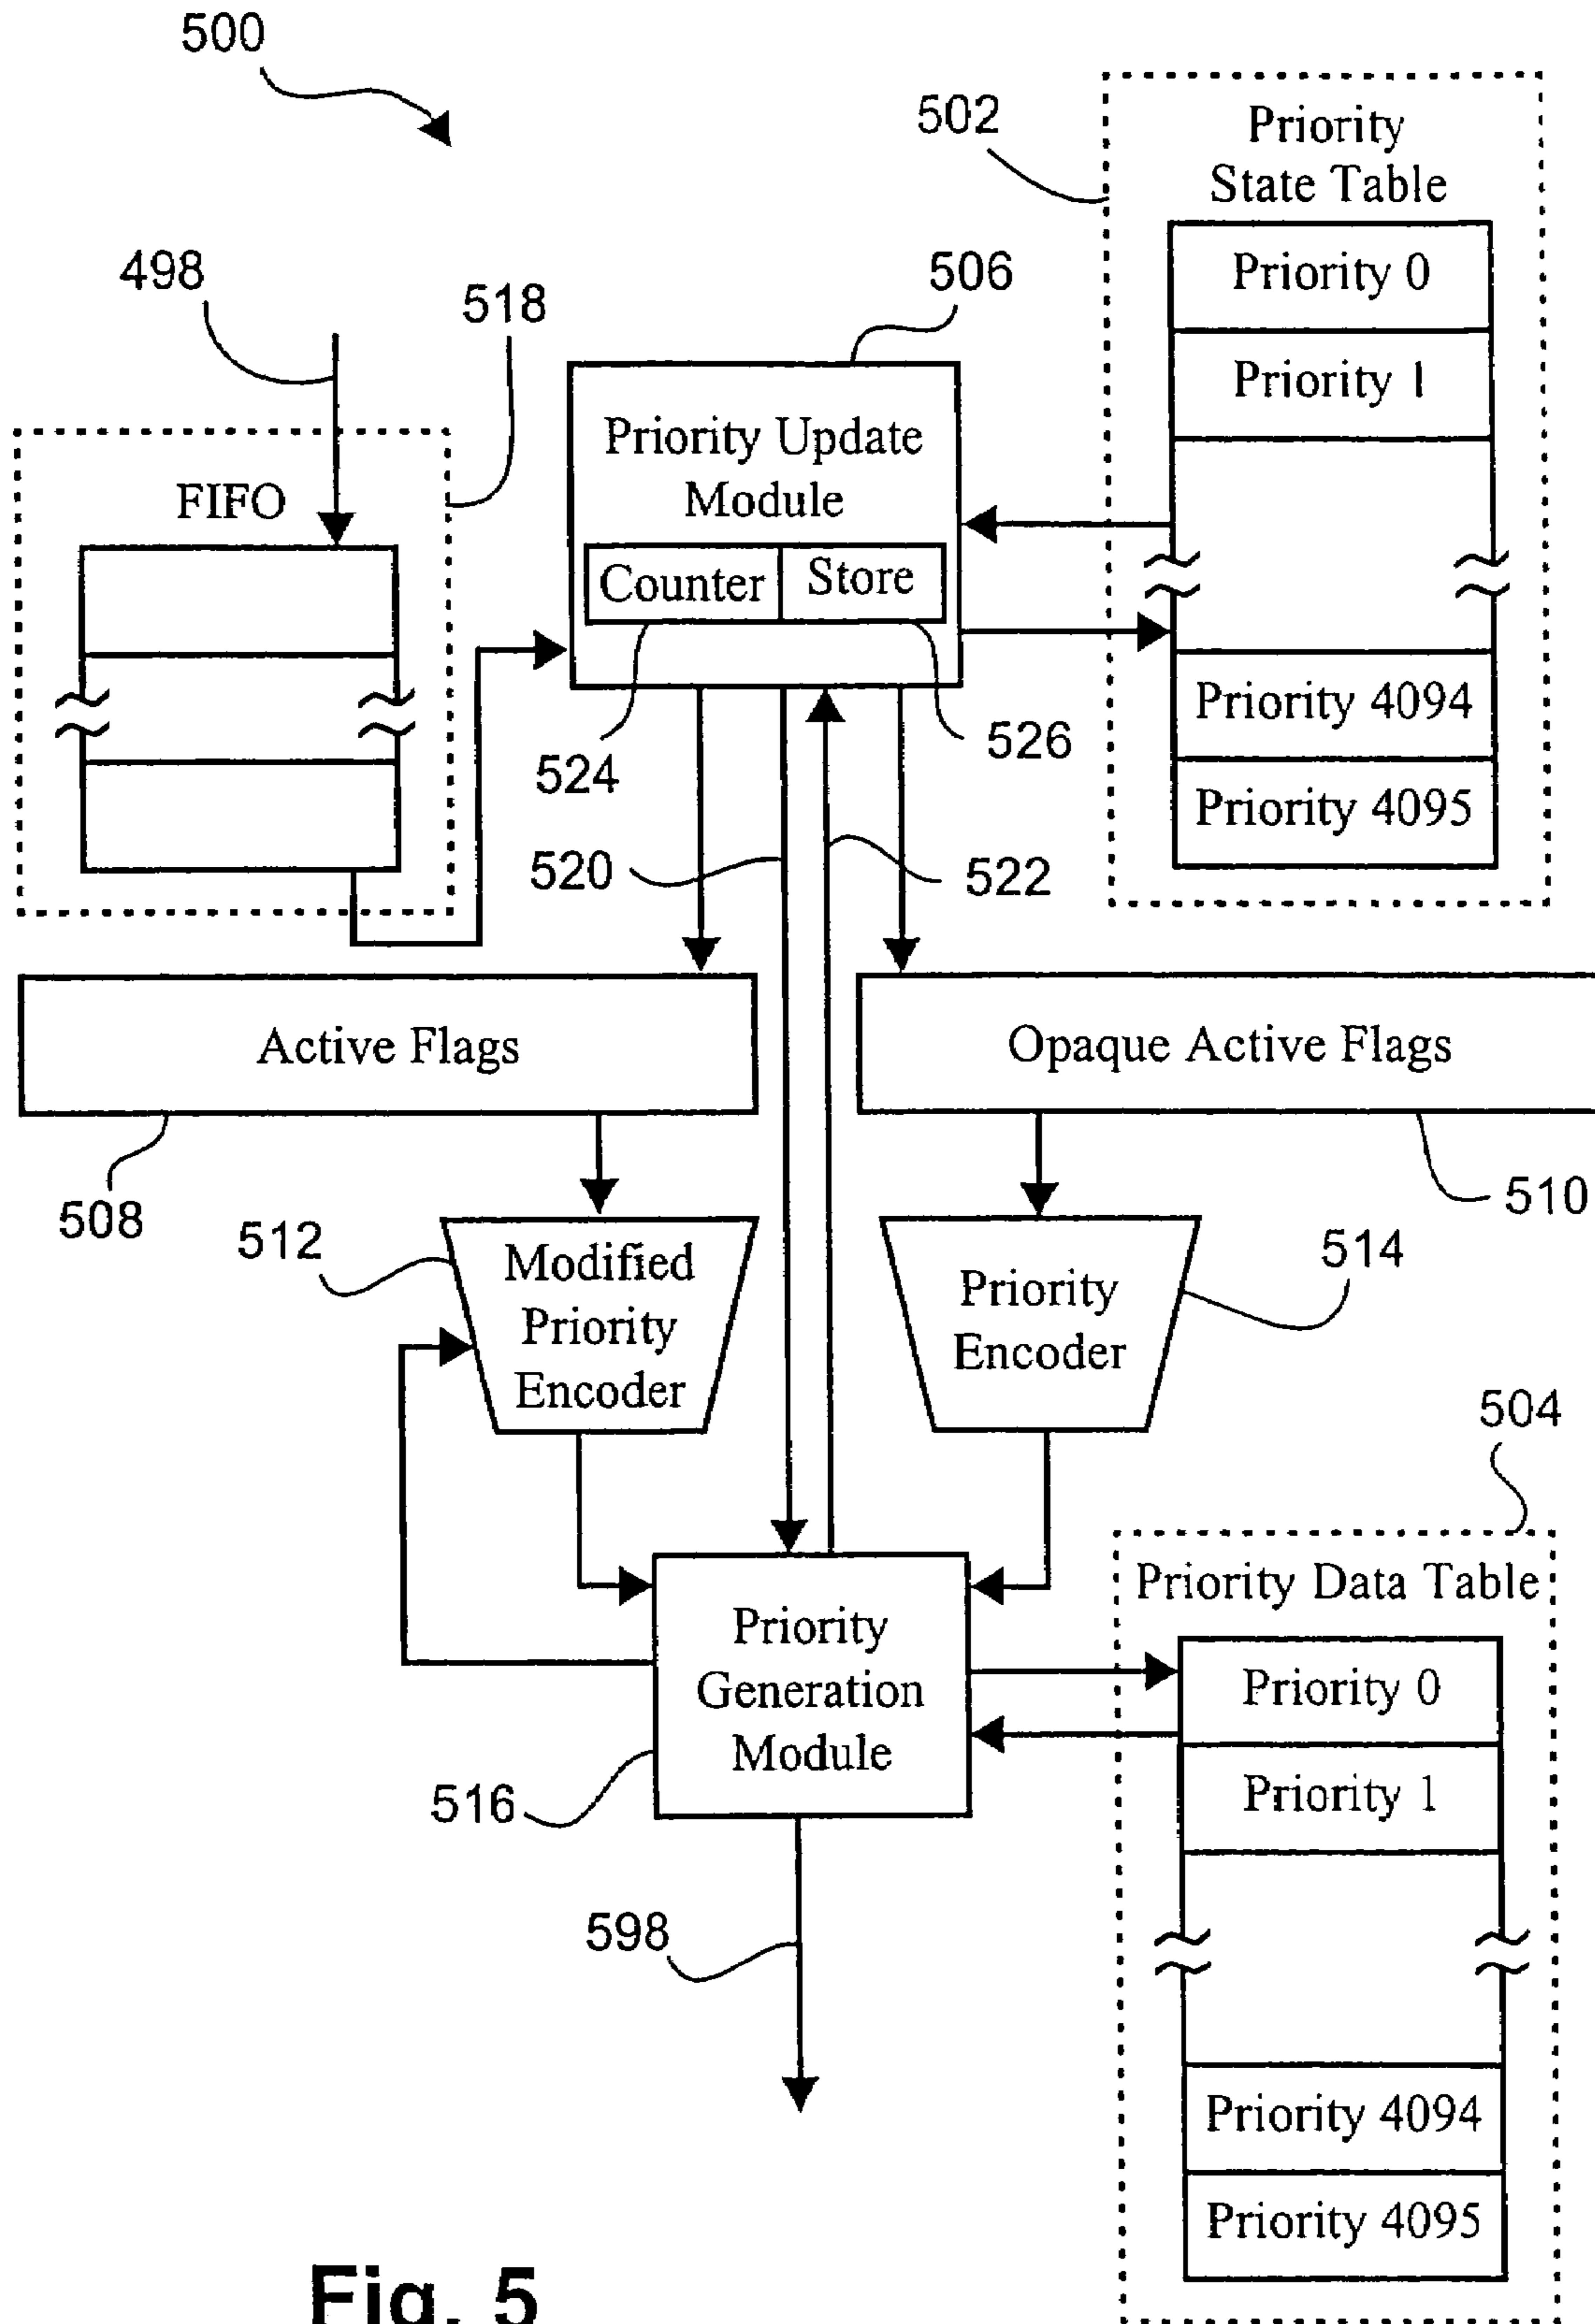 500
502
Priority
State Table
Priority 0
Priority 1
Priority 4094
Priority 4095
498
518
506
FIFO
Priority Update
Module
Counter
Store
524
526
520
522
Active Flags
Opaque Active Flags
508
510
512
Modified
Priority
Encoder
514
Priority
Encoder
504
Priority Data Table
Priority 0
Priority 1
Priority 4094
Priority 4095
Priority
Generation
Module
516
598
Fig. 5